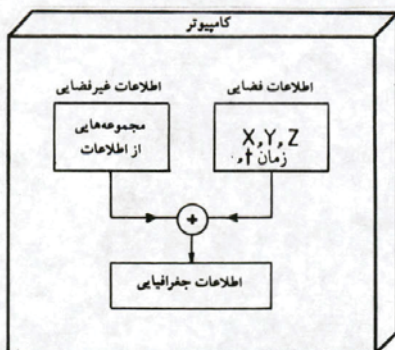 کامپیوتر
اطلاعات فضایی
اطلاعات غیرفضایی
X,Y,Z
زمان t,
مجموعه‌هایی
از اطلاعات
+
اطلاعات جغرافیایی